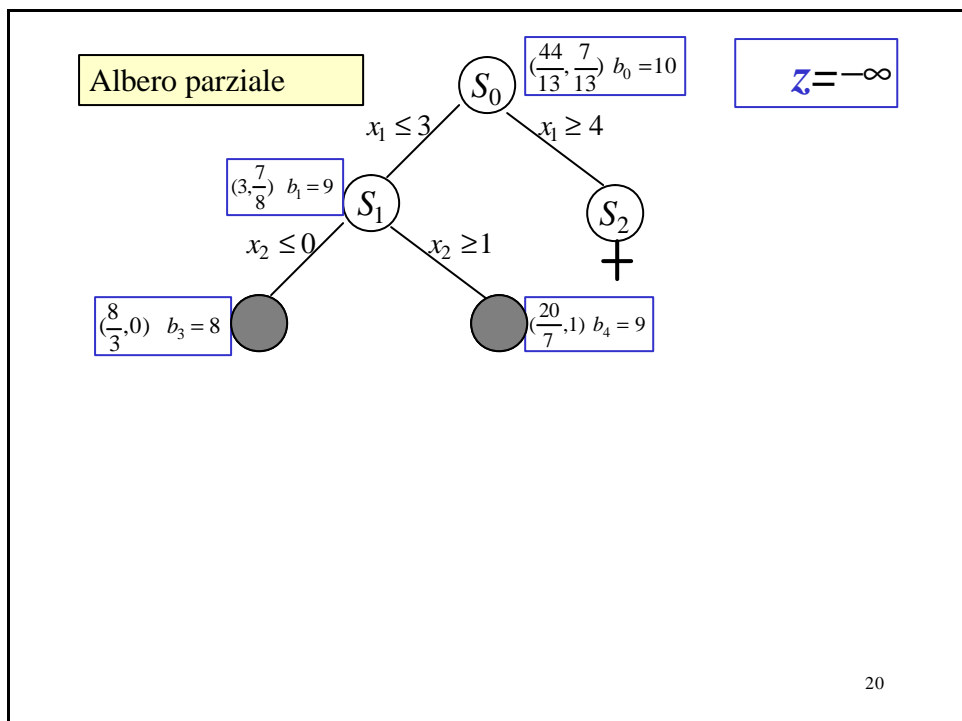 Albero parziale
S₀
(44/13, 7/13) b₀ = 10
z=−∞
x₁ ≤ 3
x₁ ≥ 4
(3, 7/8) b₁ = 9
S₁
S₂
x₂ ≤ 0
x₂ ≥1
(8/3,0) b₃ = 8
(20/7,1) b₄ = 9
20